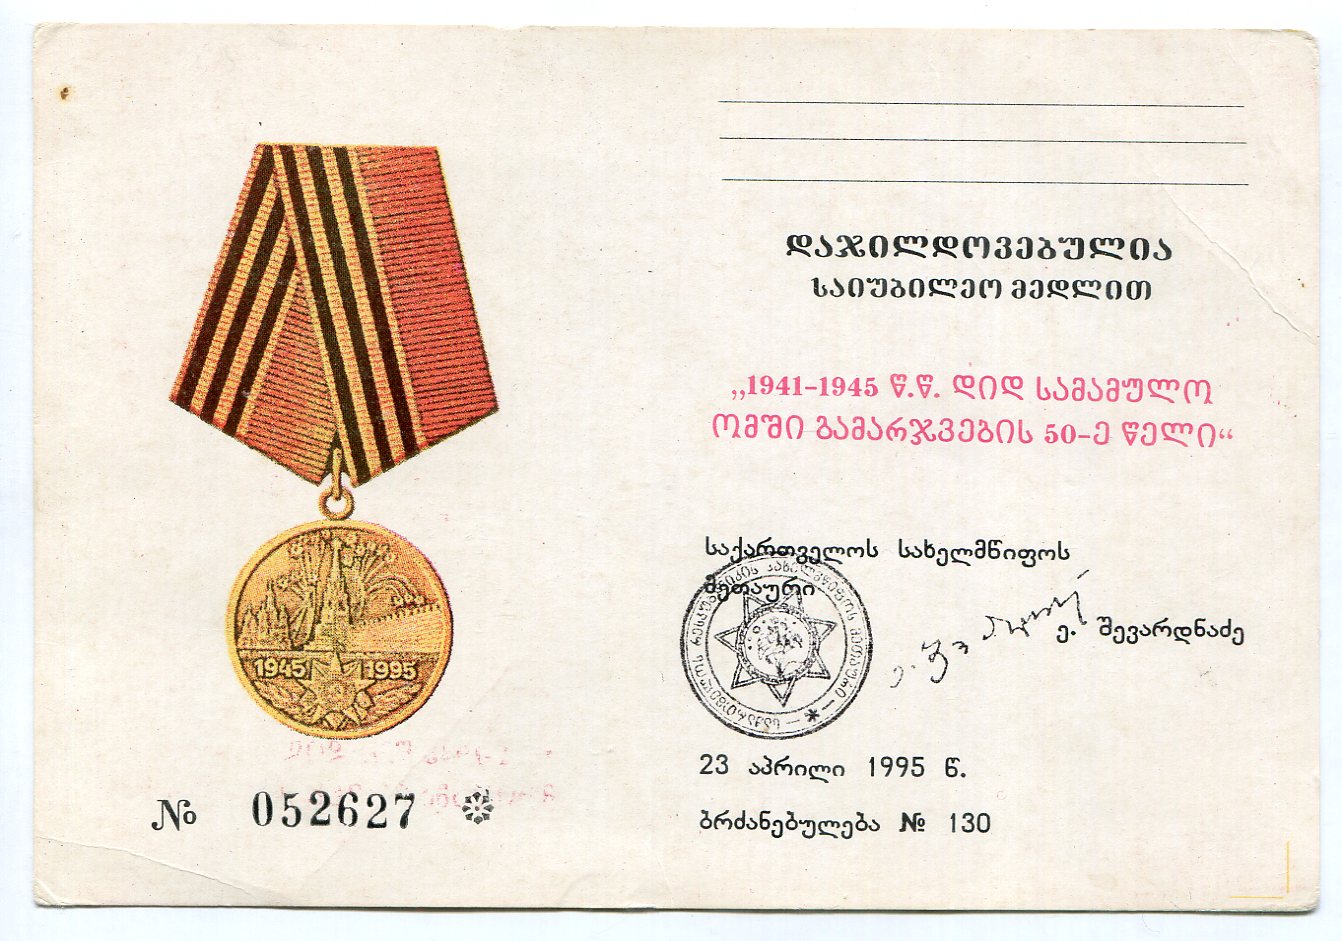 1945 1995
№ 052627
დაჯილდოვებულია
საიუბილეო მედლით
„1941-1945 წ.წ. დიდ სამამულო
ომში გამარჯვების 50-ე წელი“
საქართველოს სახელმწიფოს
მეთაური
ე. შევარდნაძე
23 აპრილი 1995 წ.
ბრძანებულება № 130